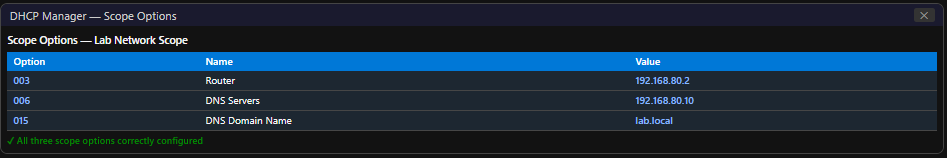 DHCP Manager — Scope Options
Scope Options — Lab Network Scope
Option Name Value
003 Router 192.168.80.2
006 DNS Servers 192.168.80.10
015 DNS Domain Name lab.local
✓ All three scope options correctly configured